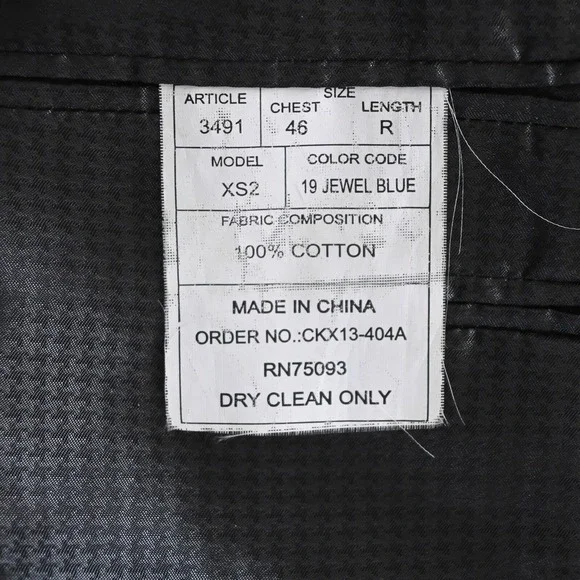 ARTICLE
3491
SIZE
CHEST LENGTH
46 R
MODEL
XS2
COLOR CODE
19 JEWEL BLUE
FABRIC COMPOSITION
100% COTTON
MADE IN CHINA
ORDER NO.:CKX13-404A
RN75093
DRY CLEAN ONLY